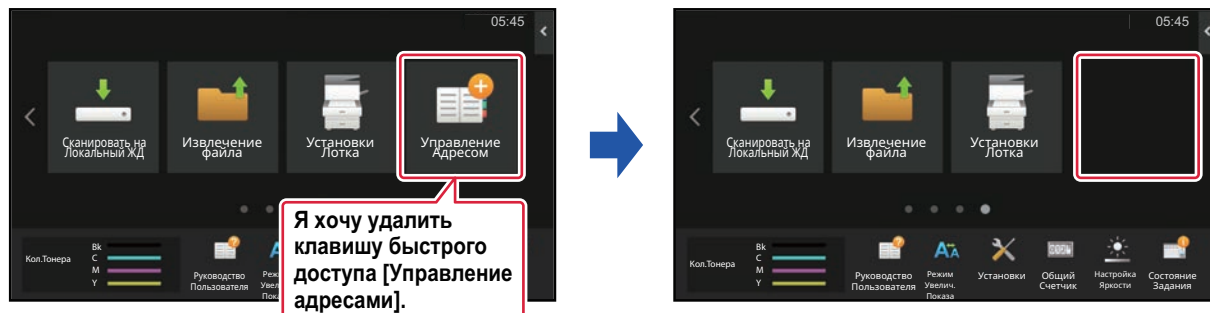 05:45
Сканировать на
Локальный ЖД
Извлечение
файла
Установки
Лотка
Управление
Адресом
Я хочу удалить
клавишу быстрого
доступа [Управление
адресами].
Кол.Тонера
Bk
C
M
Y
Руководство
Пользователя
05:45
Сканировать на
Локальный ЖД
Извлечение
файла
Установки
Лотка
Кол.Тонера
Bk
C
M
Y
Руководство
Пользователя
Режим
Увелич.
Показа
Установки
Общий
Счетчик
Настройка
Яркости
Состояние
Задания